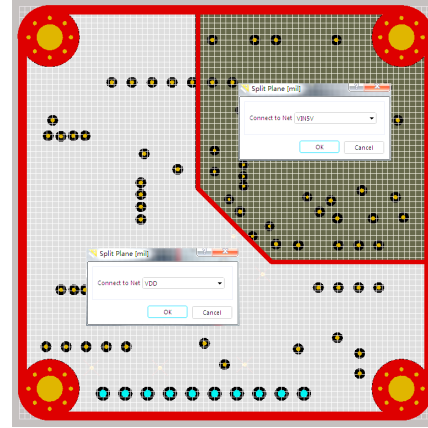 Split Plane [mil]
Connect to Net VIN5V
OK Cancel
Split Plane [mil]
Connect to Net VDD
OK Cancel